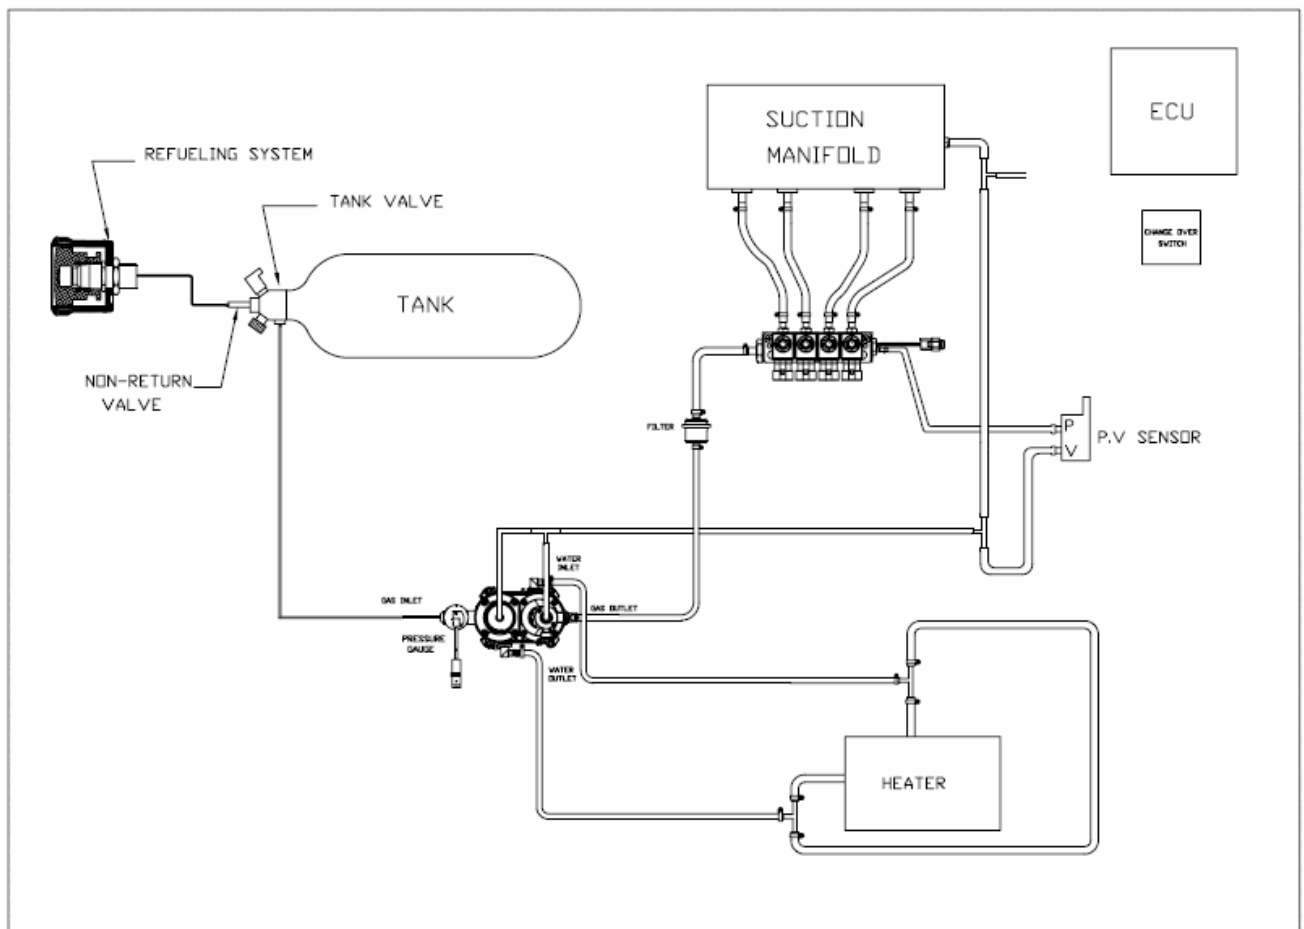 SUCTION
MANIFOLD
ECU
REFUELING SYSTEM
TANK VALVE
CHANGE OVER
SWITCH
TANK
NON-RETURN
VALVE
FILTER
P
V
P.V SENSOR
WATER
INLET
GAS INLET
GAS OUTLET
PRESSURE
GAUGE
WATER
OUTLET
HEATER